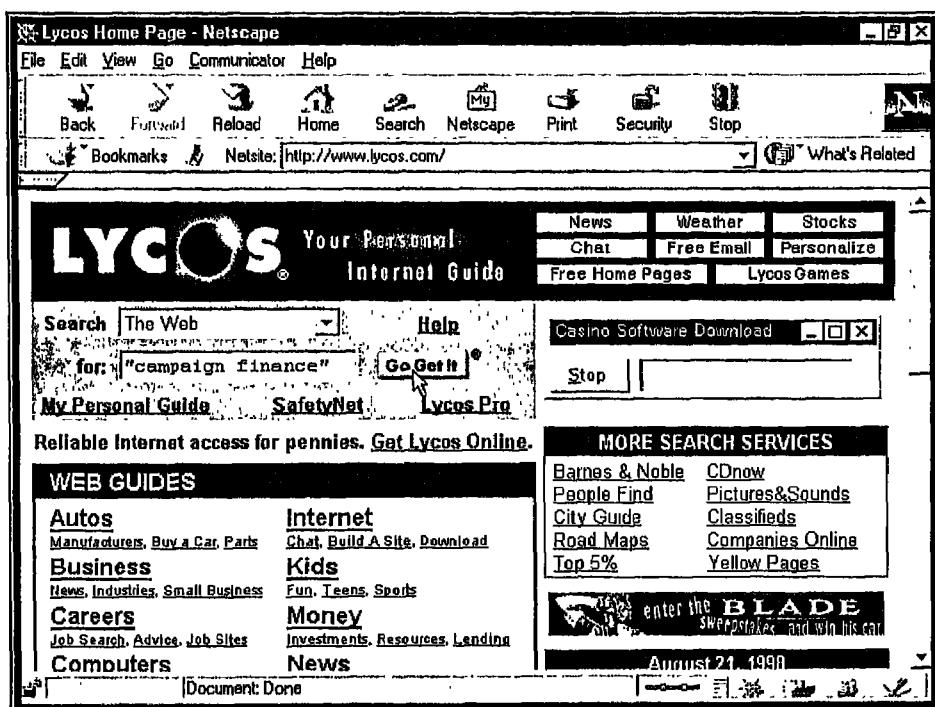 Lycos Home Page - Netscape
File Edit View Go Communicator Help
Back Forward Reload Home Search Netscape Print Security Stop
My
N
Bookmarks Netsite: http://www.lycos.com/ What's Related
LYCOS® Your Personal Internet Guide
News Weather Stocks
Chat Free Email Personalize
Free Home Pages Lycos Games
Search The Web Help
for: "campaign finance" Go Get It ®
My Personal Guide SafetyNet Lycos Pro
Casino Software Download
Stop
Reliable Internet access for pennies. Get Lycos Online.
WEB GUIDES
Autos
Manufacturers, Buy a Car, Parts
Internet
Chat, Build A Site, Download
Business
News, Industries, Small Business
Kids
Fun, Teens, Sports
Careers
Job Search, Advice, Job Sites
Money
Investments, Resources, Lending
Computers
News
MORE SEARCH SERVICES
Barnes & Noble CDnow
People Find Pictures&Sounds
City Guide Classifieds
Road Maps Companies Online
Top 5% Yellow Pages
enter the BLADE
sweepstakes and win his car
August 21, 1998
Document: Done